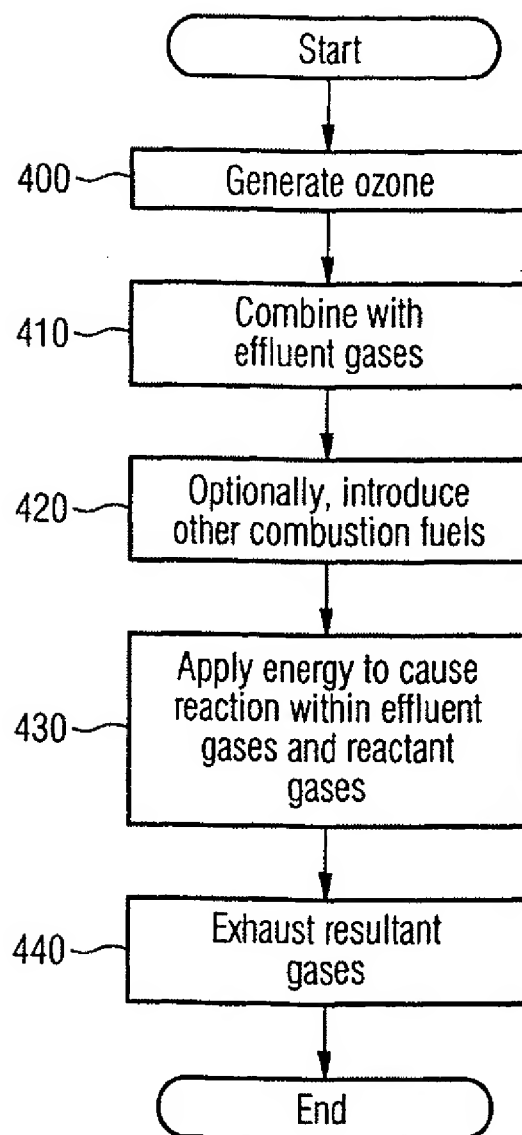 Start
400
Generate ozone
410
Combine with
effluent gases
420
Optionally, introduce
other combustion fuels
430
Apply energy to cause
reaction within effluent
gases and reactant
gases
440
Exhaust resultant
gases
End